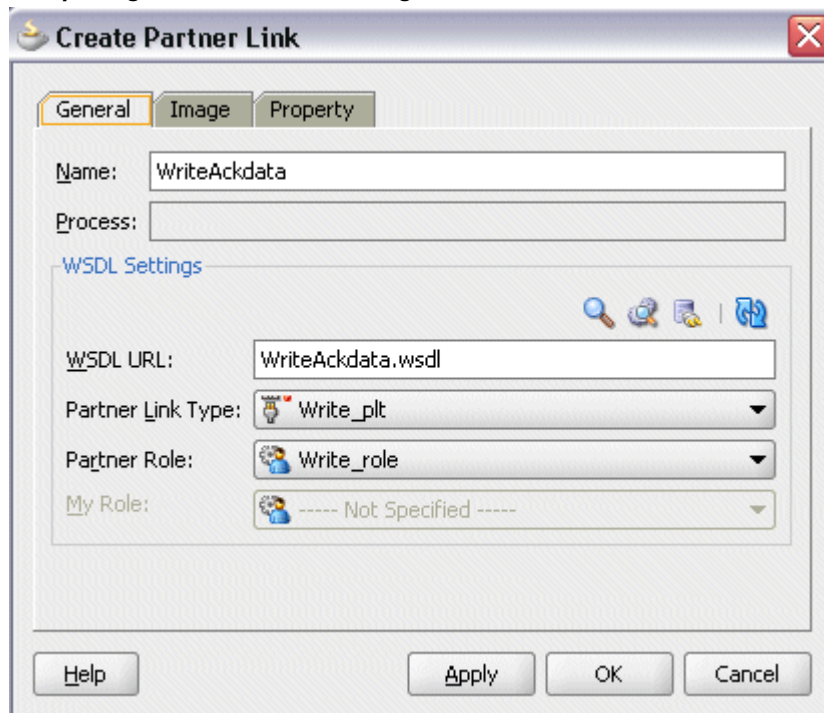 Create Partner Link
General Image Property
Name: WriteAckdata
Process:
WSDL Settings
WSDL URL: WriteAckdata.wsdl
Partner Link Type: Write_plt
Partner Role: Write_role
My Role: ----- Not Specified -----
Help Apply OK Cancel